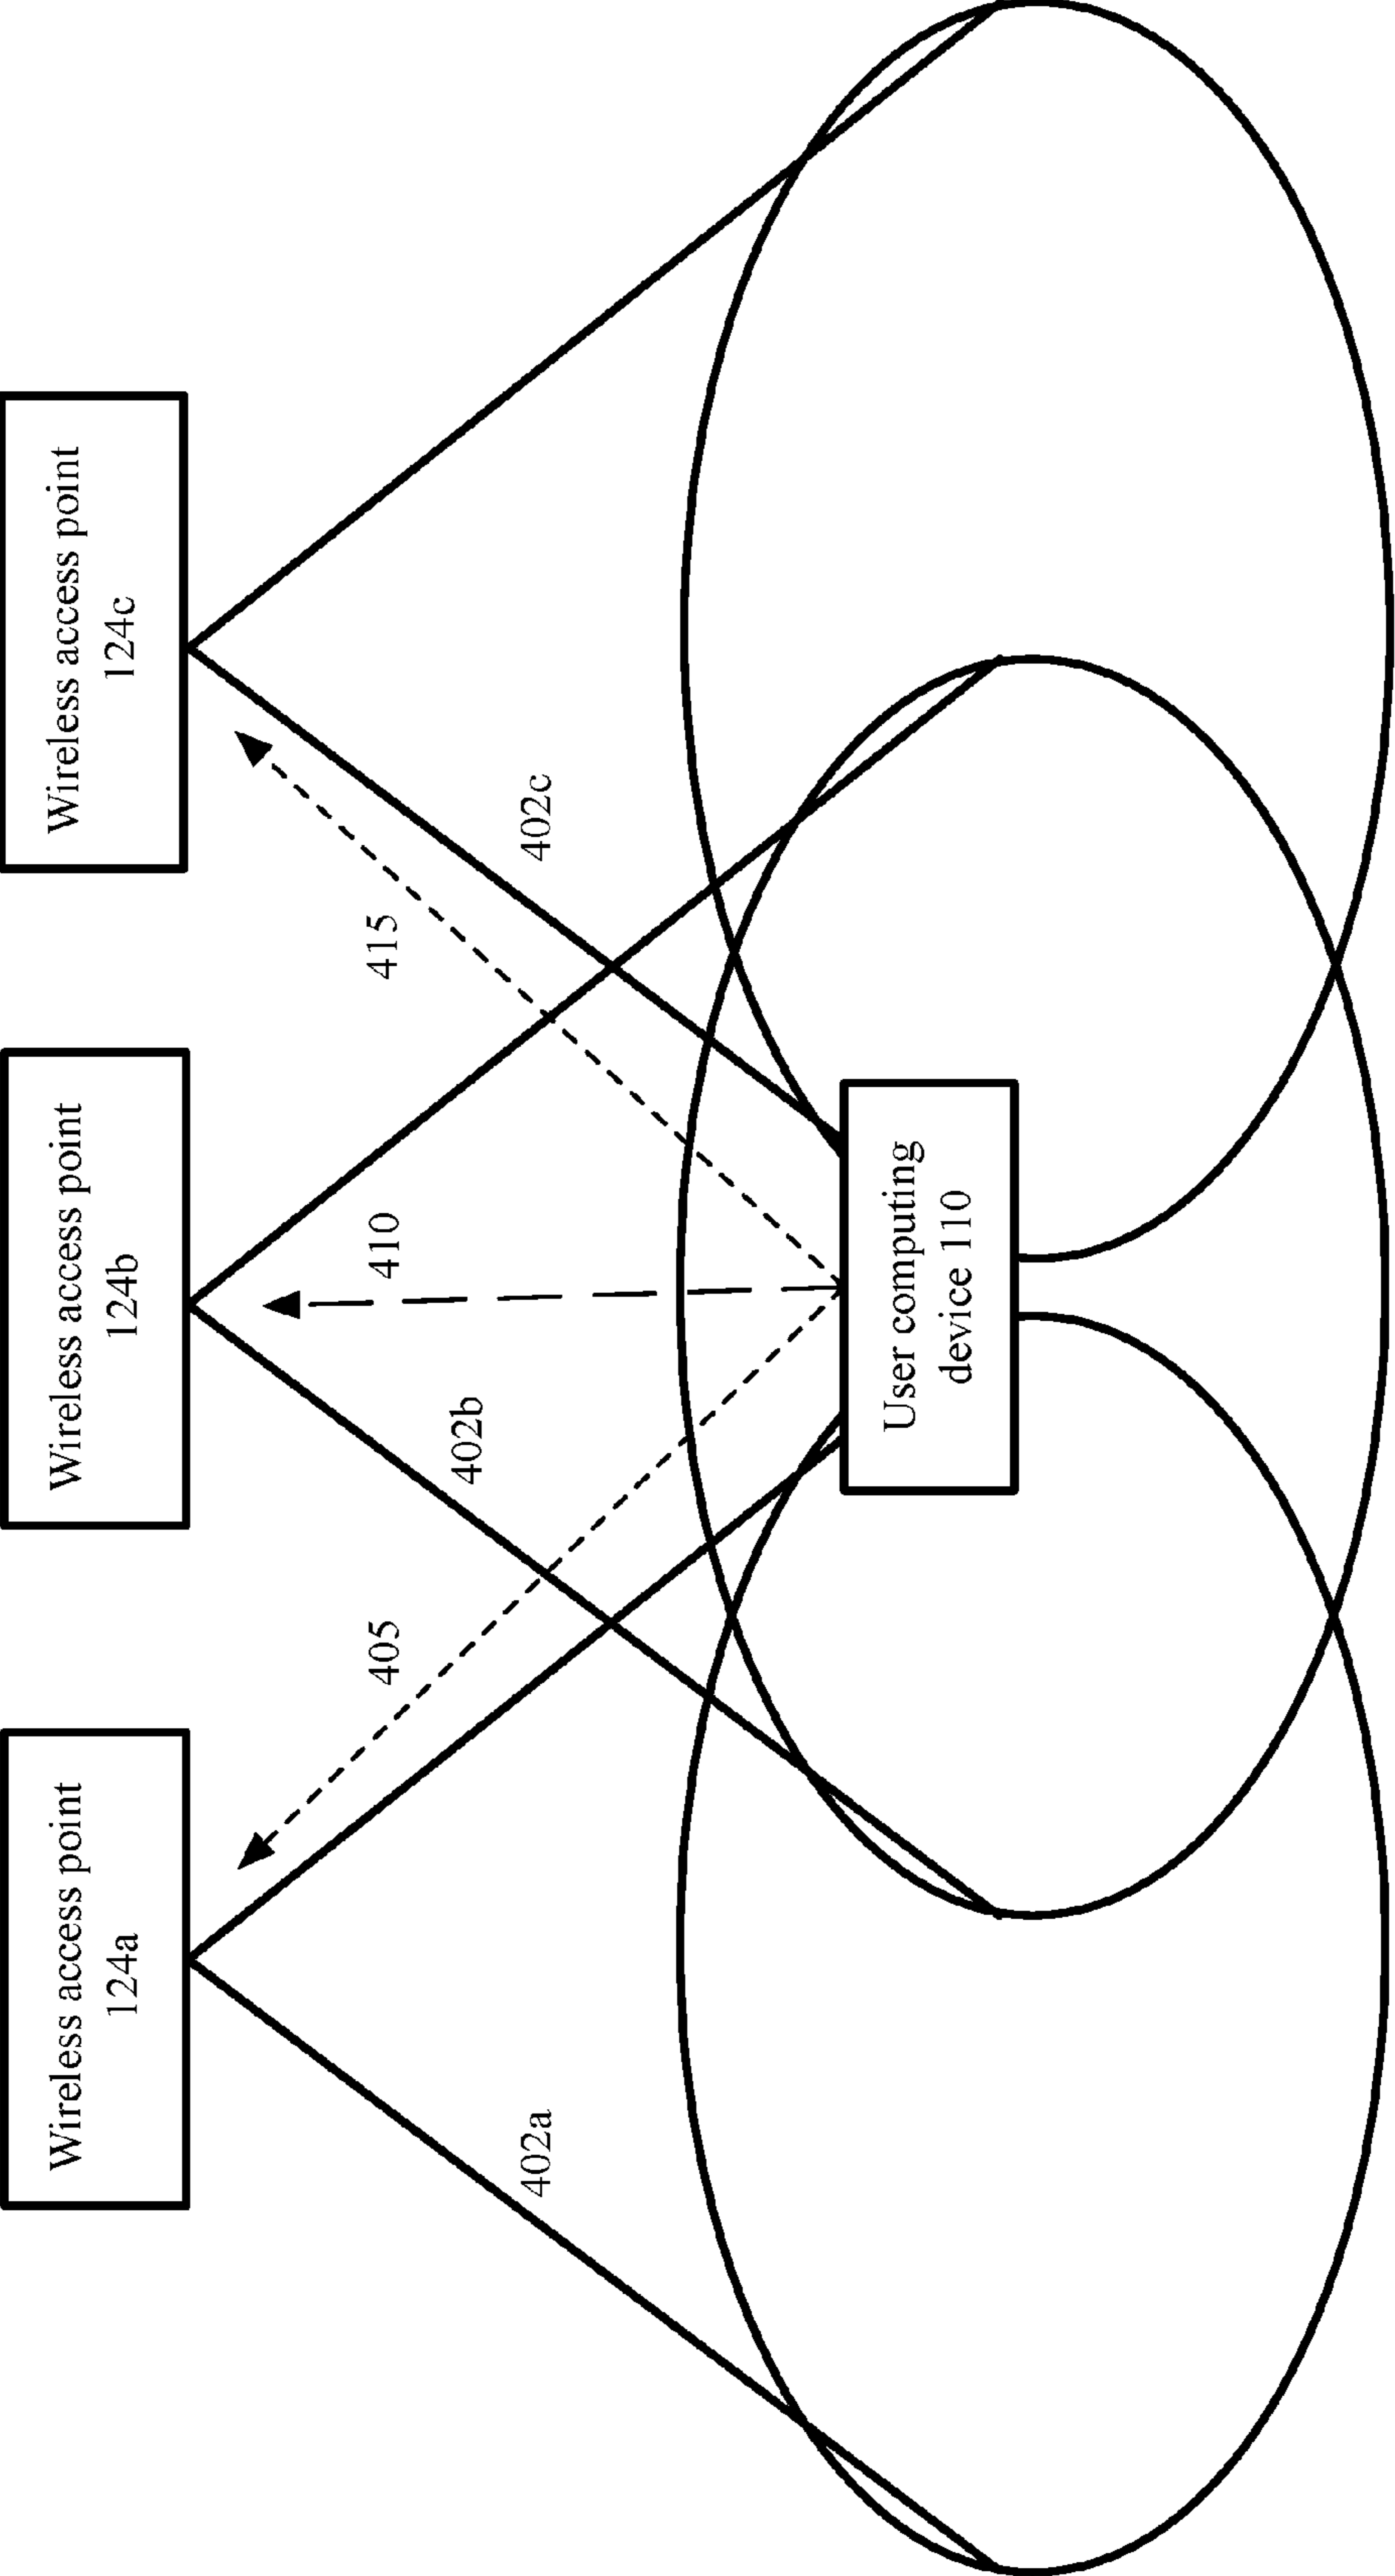 Wireless access point
124a
Wireless access point
124b
Wireless access point
124c
405
410
415
402a
402b
402c
User computing
device 110